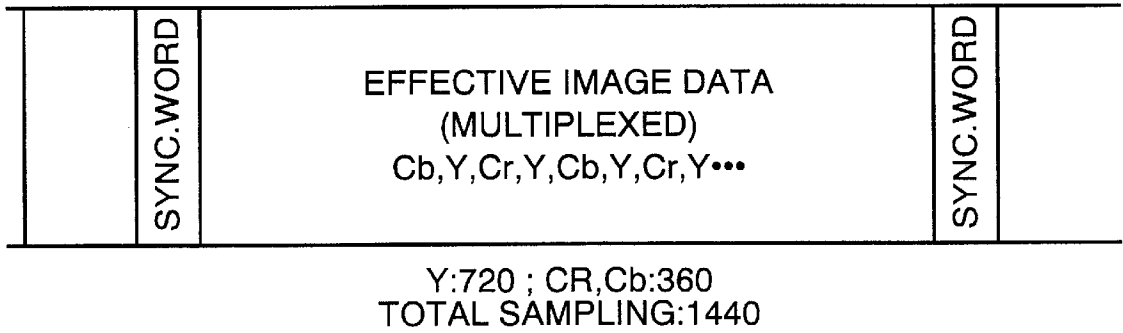 SYNC.WORD
EFFECTIVE IMAGE DATA
(MULTIPLEXED)
Cb,Y,Cr,Y,Cb,Y,Cr,Y•••
SYNC.WORD
Y:720 ; CR,Cb:360
TOTAL SAMPLING:1440